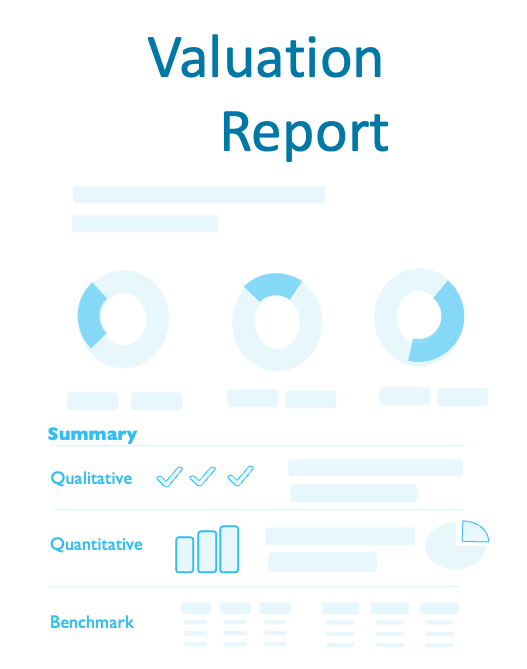 Valuation
Report
Summary
Qualitative
Quantitative
Benchmark